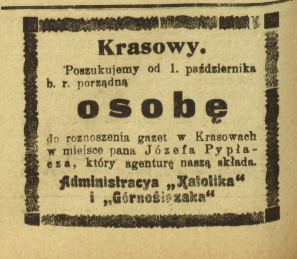 Krasowy.
Poszukujemy od 1. października
b. r. porządną
osobę
do roznoszenia gazet w Krasowach
w miejsce pana Józefa Pypła-
cza, który agenturę naszą składa.
Administracya „Katolika“
i „Górnoślązaka“